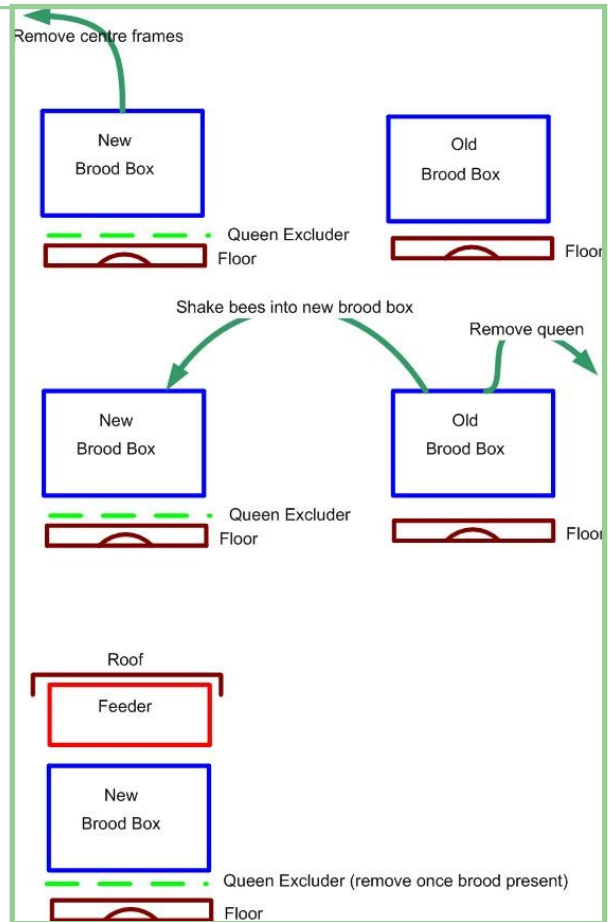 Remove centre frames
New
Brood Box
Old
Brood Box
Queen Excluder
Floor
Floor
Shake bees into new brood box
Remove queen
New
Brood Box
Old
Brood Box
Queen Excluder
Floor
Floor
Roof
Feeder
New
Brood Box
Queen Excluder (remove once brood present)
Floor